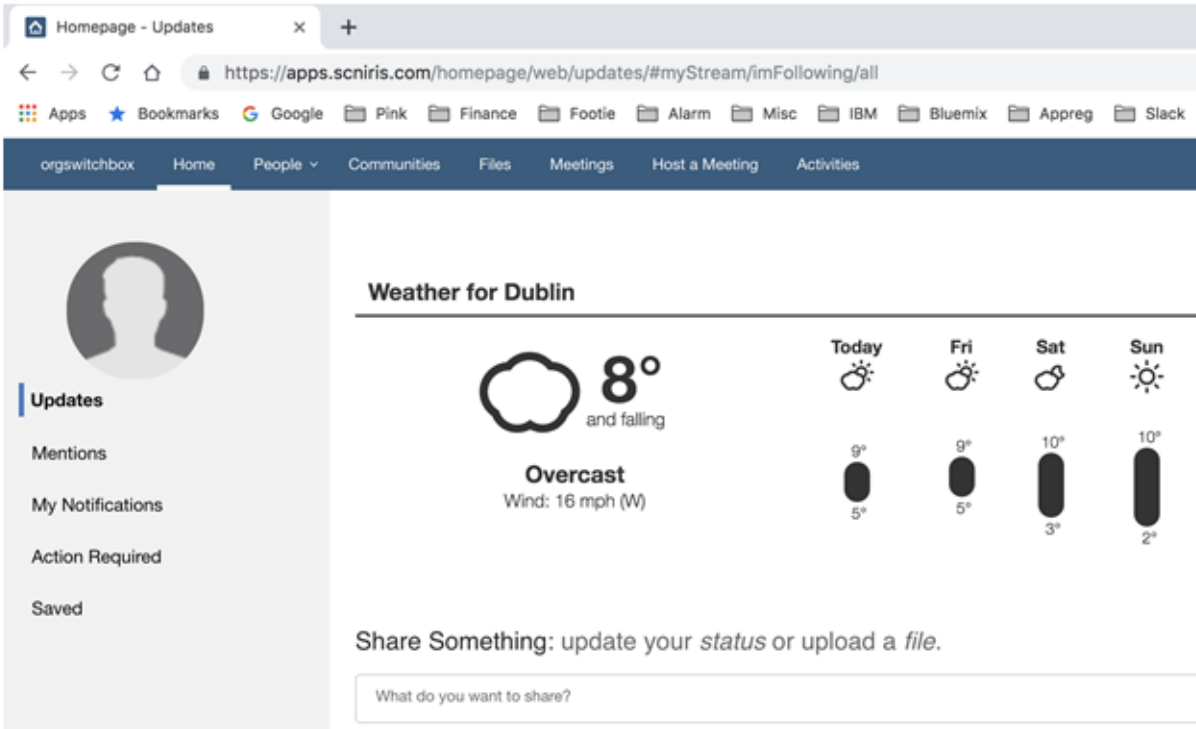 Homepage - Updates
https://apps.scniris.com/homepage/web/updates/#myStream/imFollowing/all
Apps Bookmarks Google Pink Finance Footie Alarm Misc IBM Bluemix Appreg Slack
orgswitchbox Home People Communities Files Meetings Host a Meeting Activities
Updates
Mentions
My Notifications
Action Required
Saved
Weather for Dublin
8°
and falling
Overcast
Wind: 16 mph (W)
Today Fri Sat Sun
9° 9° 10° 10°
5° 5° 3° 2°
Share Something: update your status or upload a file.
What do you want to share?